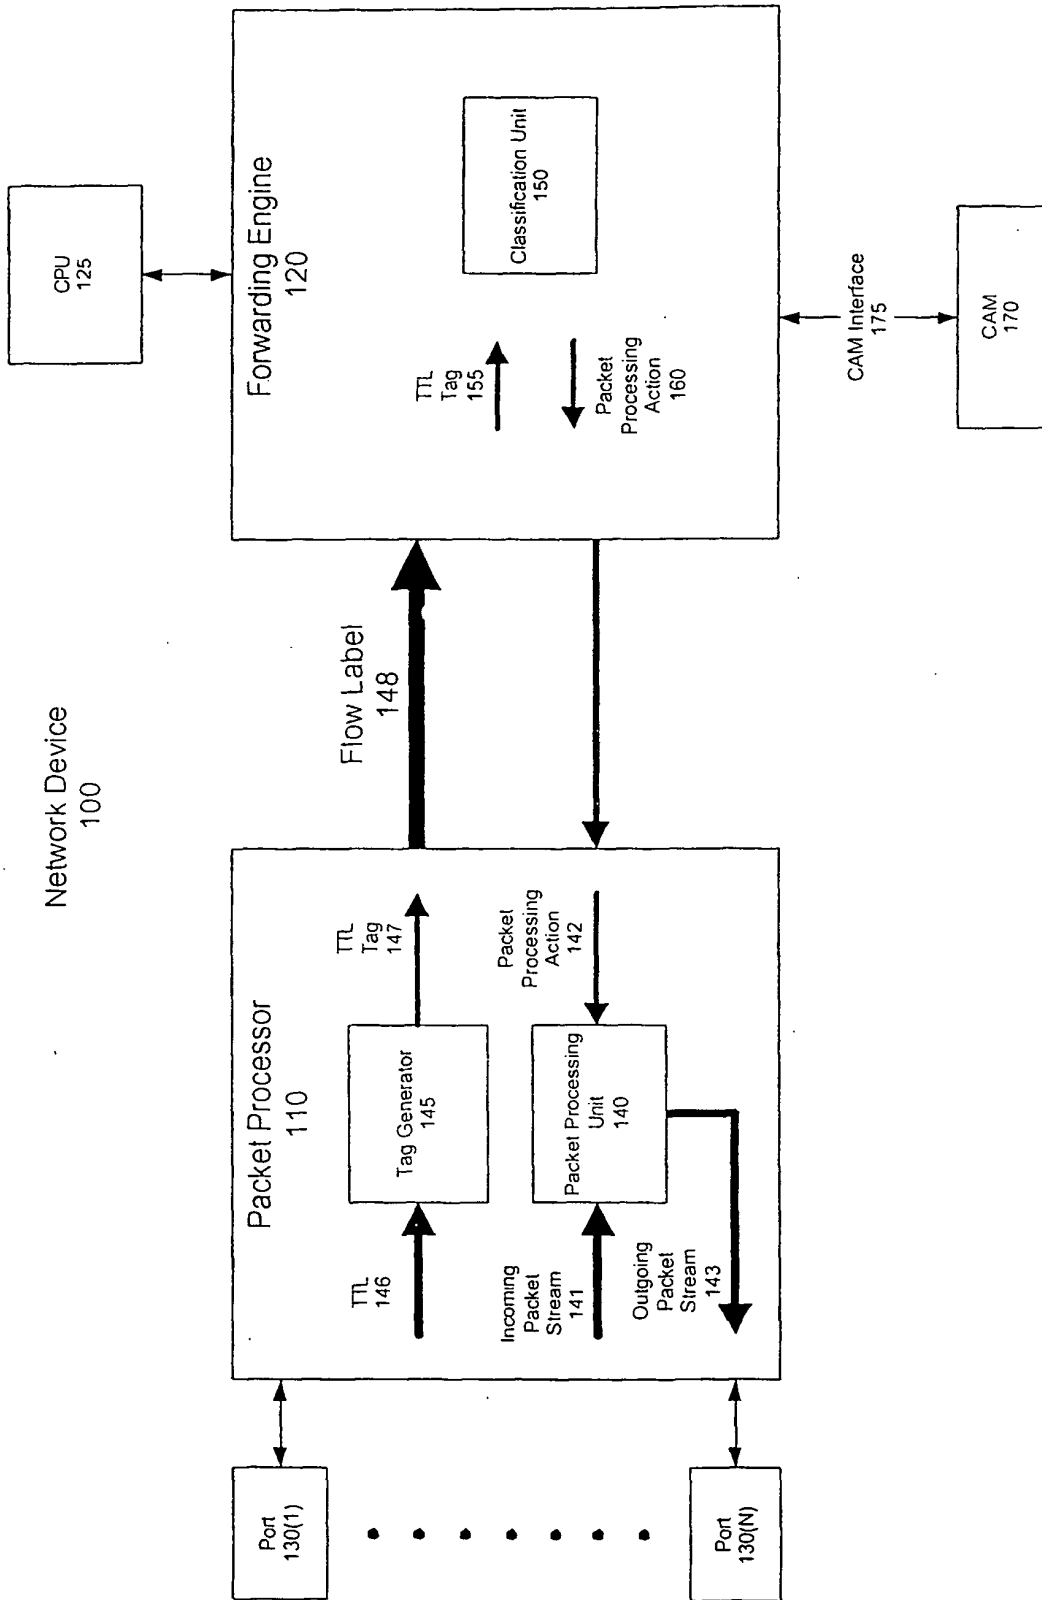 Network Device
100
Port
130(1)
Port
130(N)
Packet Processor
110
TTL
146
Tag Generator
145
TTL
Tag
147
Incoming
Packet
Stream
141
Packet Processing
Unit
140
Packet
Processing
Action
142
Outgoing
Packet
Stream
143
Flow Label
148
Forwarding Engine
120
TTL
Tag
155
Packet
Processing
Action
160
Classification Unit
150
CPU
125
CAM Interface
175
CAM
170